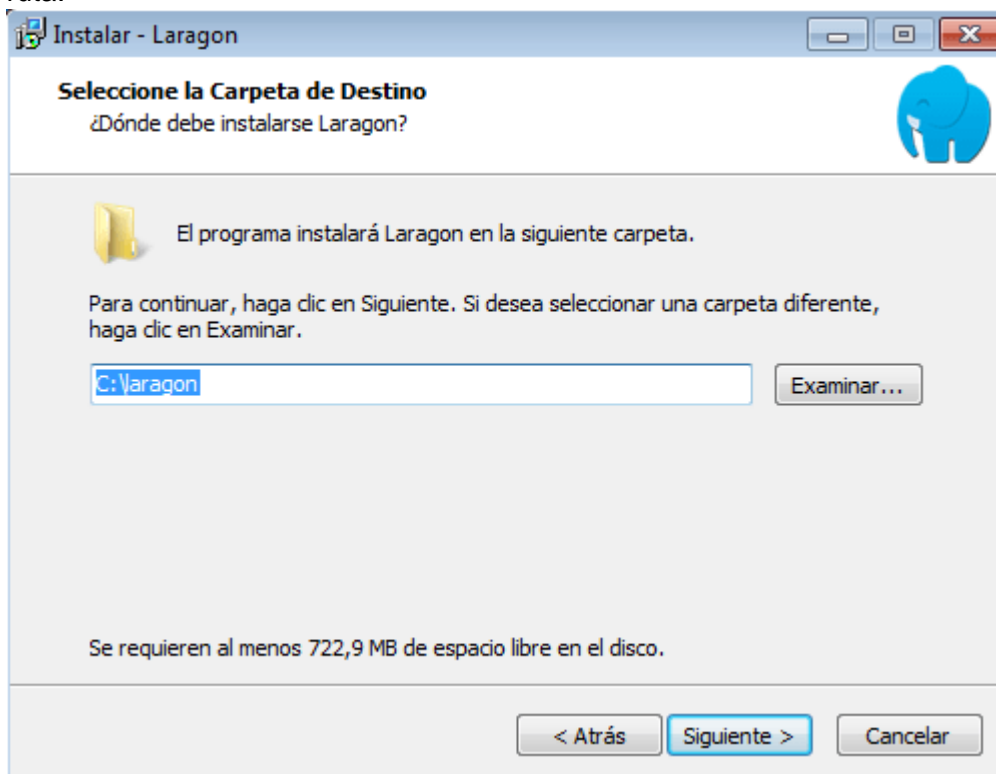 Instalar - Laragon
Seleccione la Carpeta de Destino
¿Dónde debe instalarse Laragon?
El programa instalará Laragon en la siguiente carpeta.
Para continuar, haga clic en Siguiente. Si desea seleccionar una carpeta diferente,
haga clic en Examinar.
C:\laragon
Examinar...
Se requieren al menos 722,9 MB de espacio libre en el disco.
< Atrás
Siguiente >
Cancelar